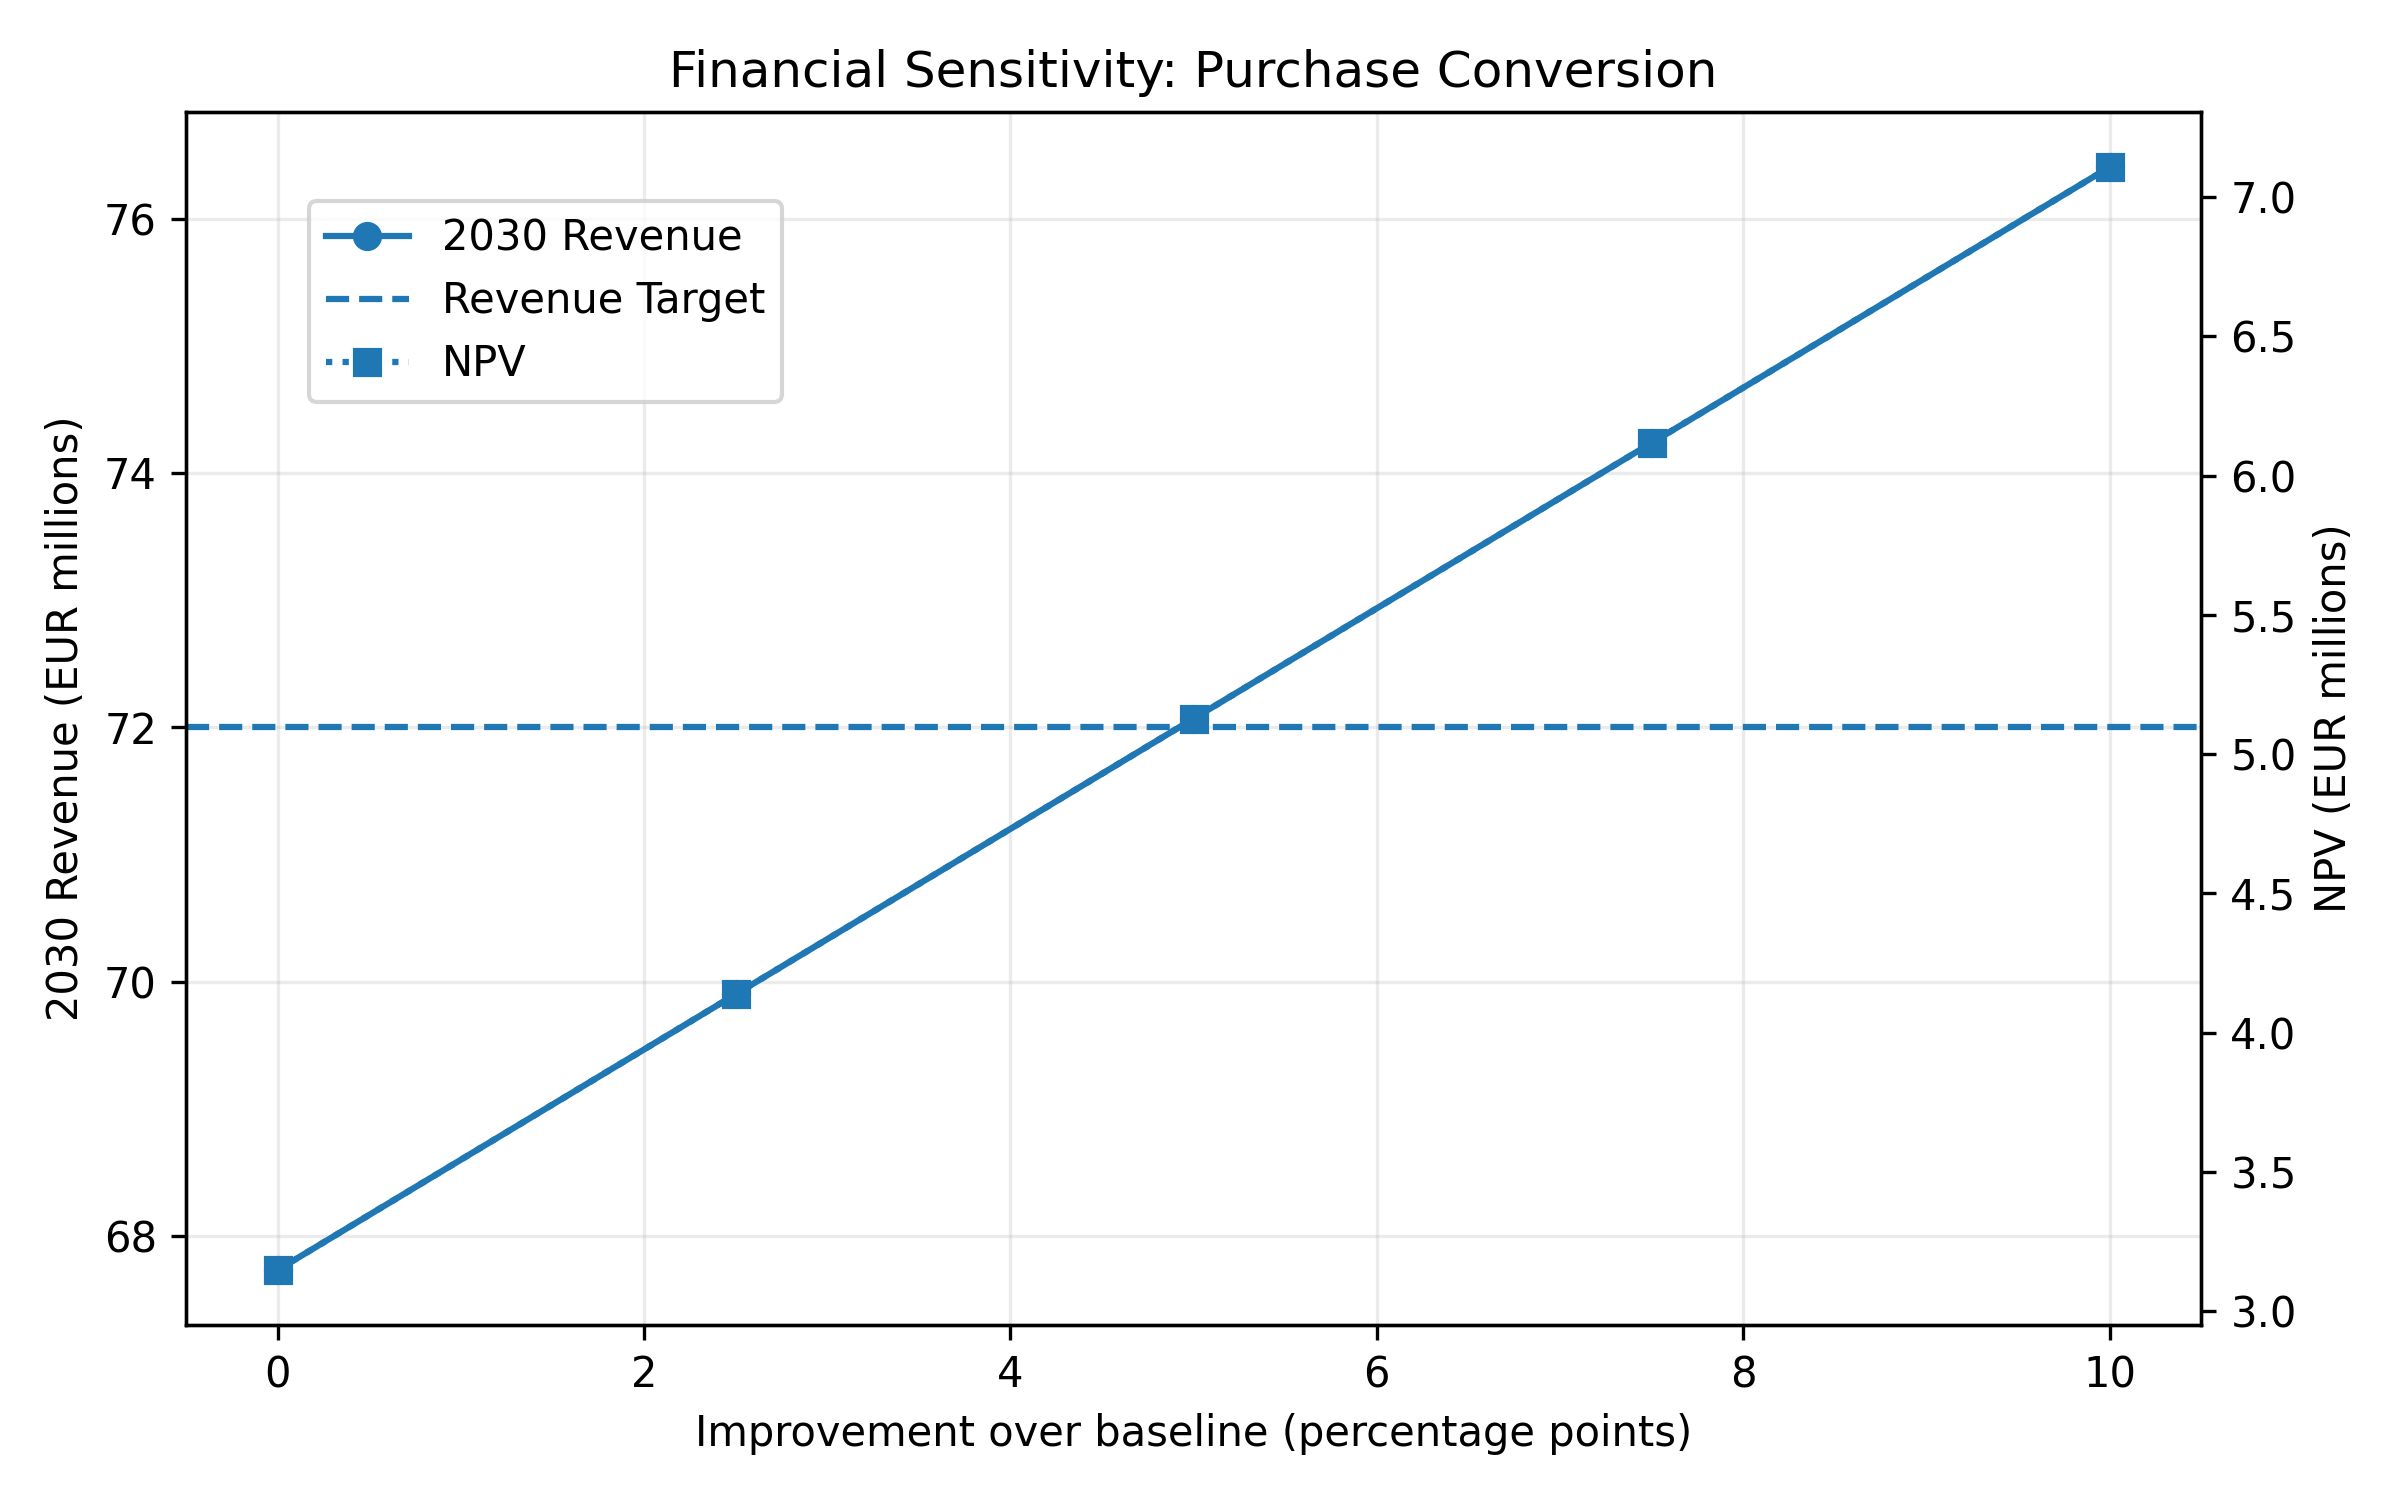 Financial Sensitivity: Purchase Conversion
2030 Revenue
Revenue Target
NPV
2030 Revenue (EUR millions)
76
74
72
70
68
7.0
6.5
6.0
5.5
5.0
4.5
4.0
3.5
3.0
NPV (EUR millions)
0 2 4 6 8 10
Improvement over baseline (percentage points)